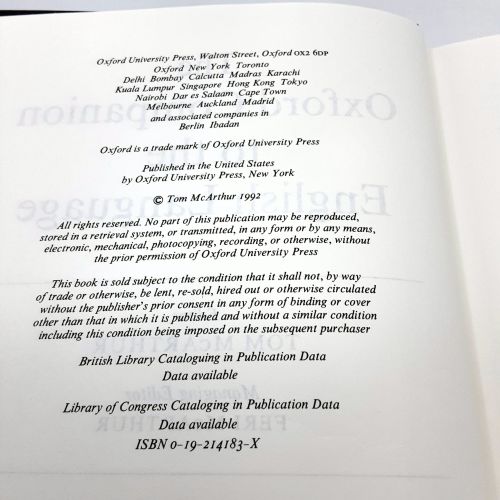 Oxford University Press, Walton Street, Oxford OX2 6DP
Oxford New York Toronto
Delhi Bombay Calcutta Madras Karachi
Kuala Lumpur Singapore Hong Kong Tokyo
Nairobi Dar es Salaam Cape Town
Melbourne Auckland Madrid
and associated companies in
Berlin Ibadan
Oxford is a trade mark of Oxford University Press
Published in the United States
by Oxford University Press, New York
© Tom McArthur 1992
All rights reserved. No part of this publication may be reproduced,
stored in a retrieval system, or transmitted, in any form or by any means,
electronic, mechanical, photocopying, recording, or otherwise, without
the prior permission of Oxford University Press
This book is sold subject to the condition that it shall not, by way
of trade or otherwise, be lent, re-sold, hired out or otherwise circulated
without the publisher's prior consent in any form of binding or cover
other than that in which it is published and without a similar condition
including this condition being imposed on the subsequent purchaser
British Library Cataloguing in Publication Data
Data available
Library of Congress Cataloging in Publication Data
Data available
ISBN 0-19-214183-X